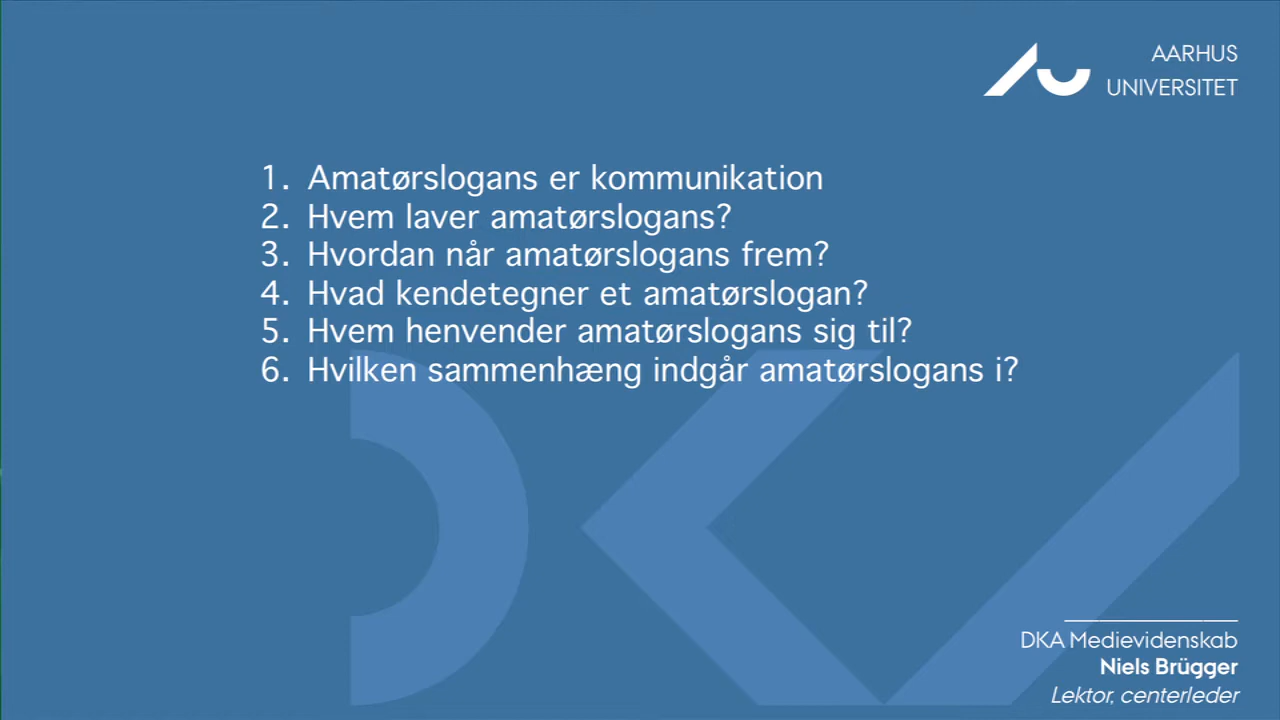 AARHUS
UNIVERSITET
1. Amatørslogans er kommunikation
2. Hvem laver amatørslogans?
3. Hvordan når amatørslogans frem?
4. Hvad kendetegner et amatørslogan?
5. Hvem henvender amatørslogans sig til?
6. Hvilken sammenhæng indgår amatørslogans i?
DKA Medievidenskab
Niels Brügger
Lektor, centerleder